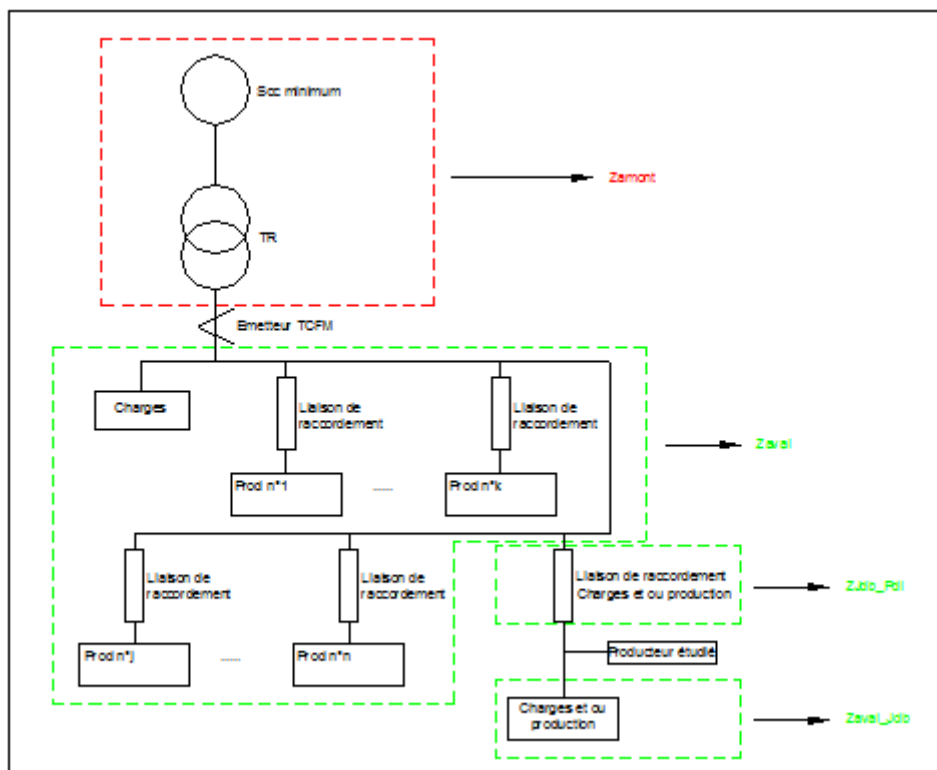 Scc minimum
Zamont
TR
Emetteur TCFM
Charges
Liaison de
raccordement
Liaison de
raccordement
Zaval
Prod n°1
......
Prod n°k
Liaison de
raccordement
Liaison de
raccordement
Liaison de raccordement
Charges et ou production
Prod n°j
......
Prod n°n
Producteur étudié
Charges et ou
production
Zaval_Jdb